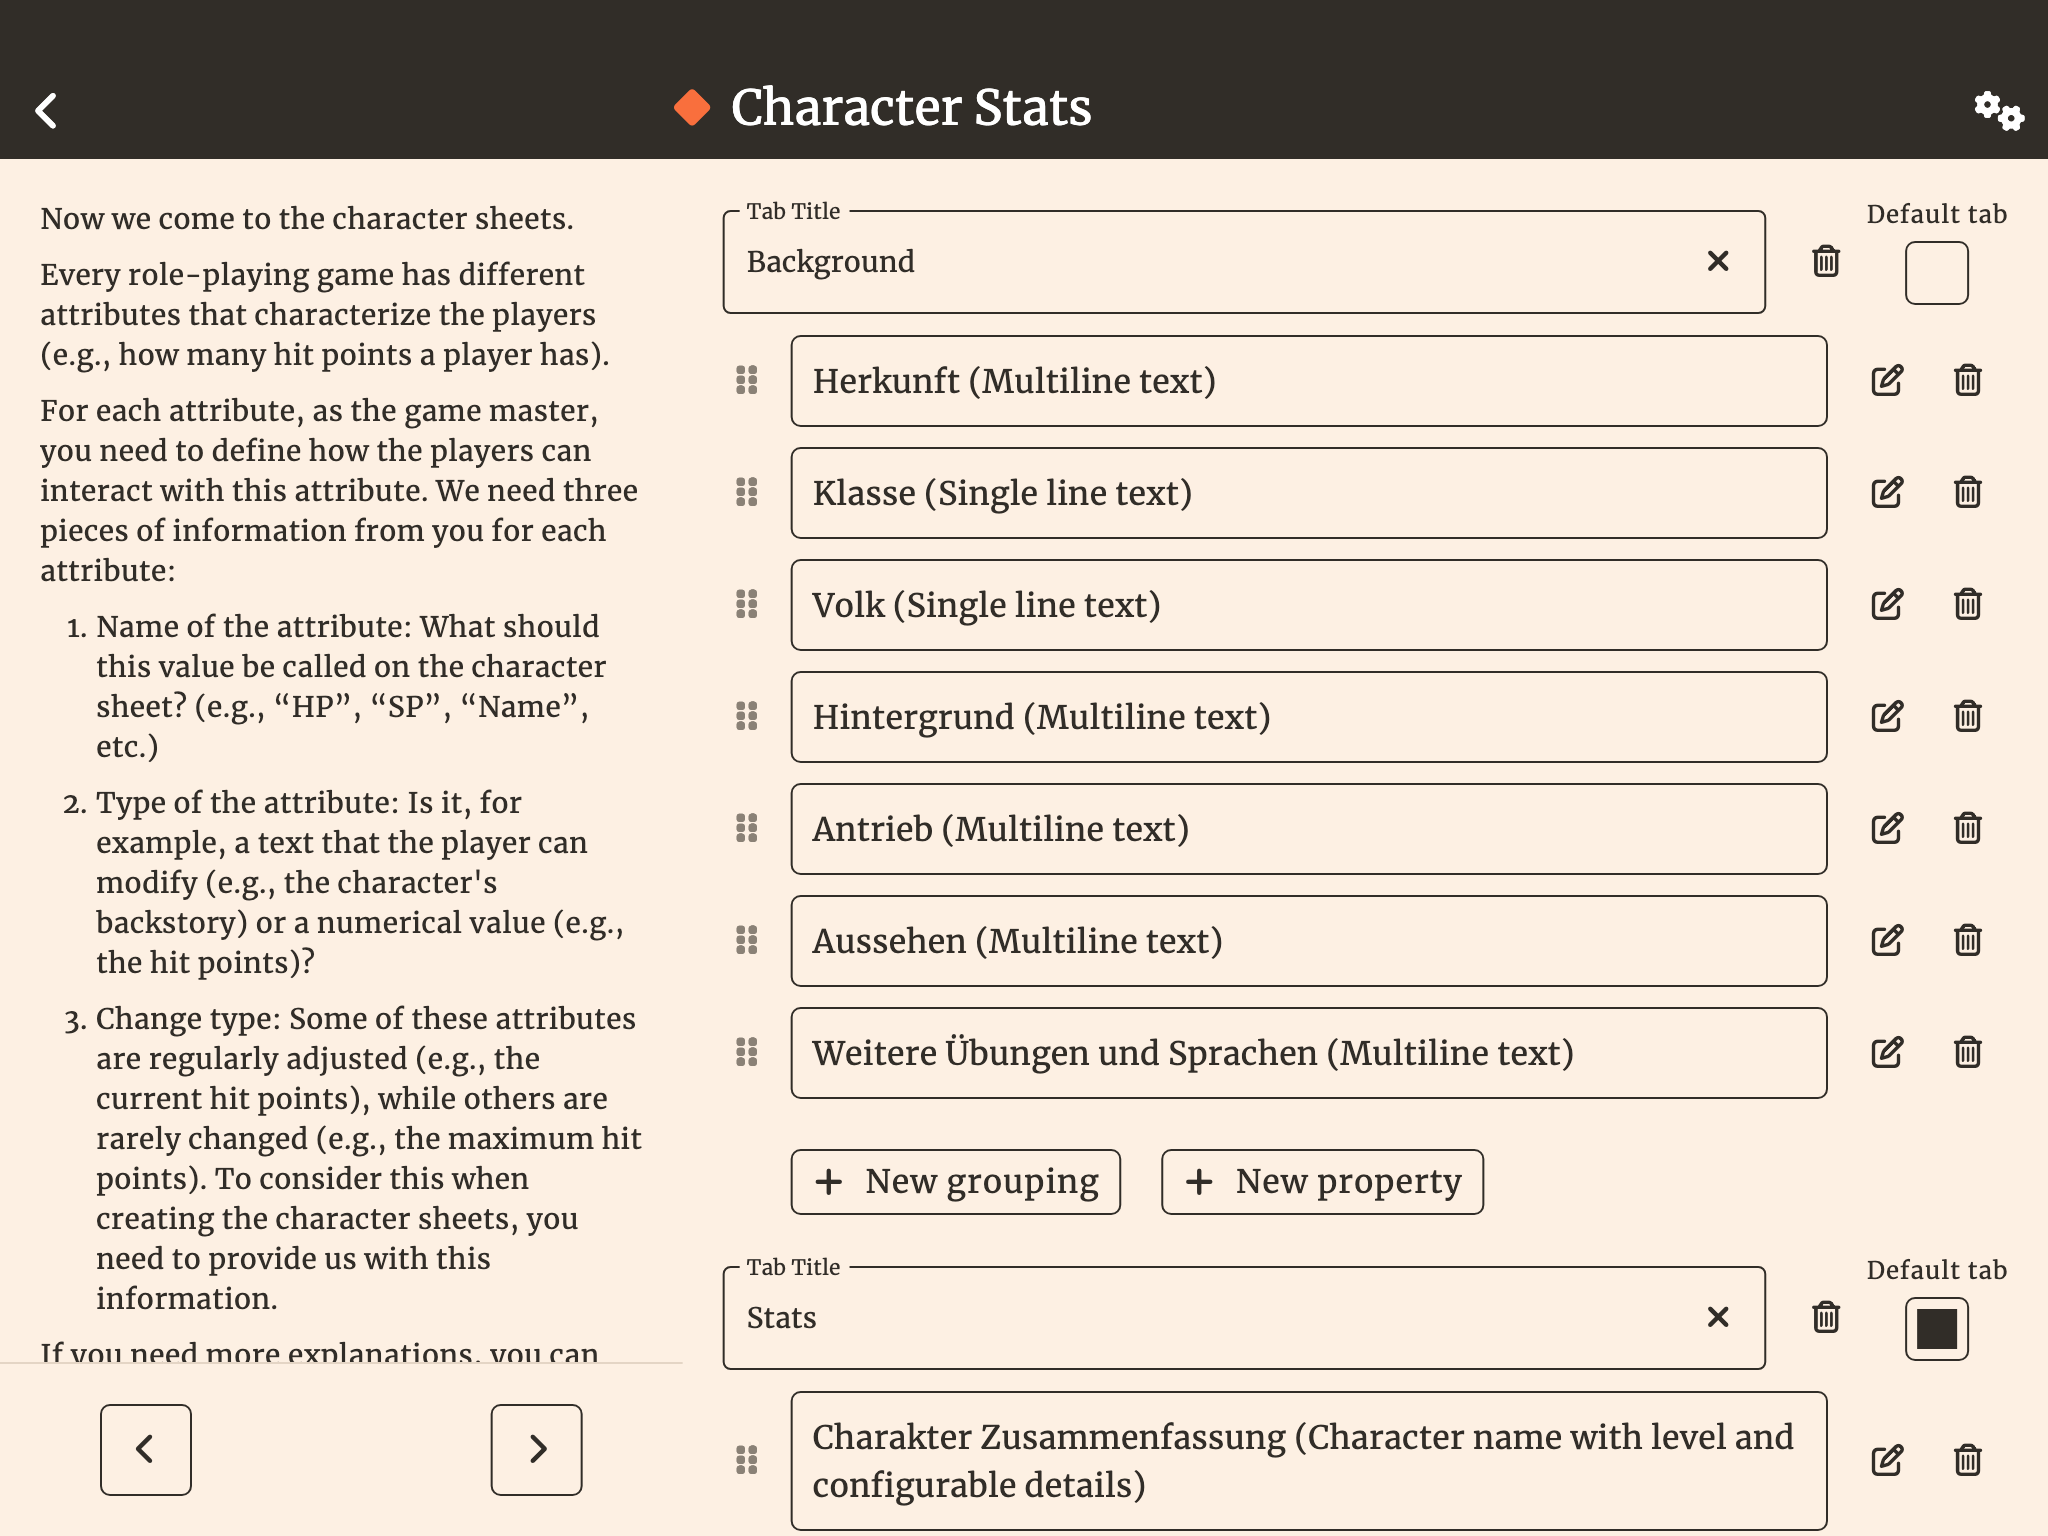 Character Stats
Now we come to the character sheets.
Every role-playing game has different
attributes that characterize the players
(e.g., how many hit points a player has).
For each attribute, as the game master,
you need to define how the players can
interact with this attribute. We need three
pieces of information from you for each
attribute:
1. Name of the attribute: What should
this value be called on the character
sheet? (e.g., “HP”, “SP”, “Name”,
etc.)
2. Type of the attribute: Is it, for
example, a text that the player can
modify (e.g., the character's
backstory) or a numerical value (e.g.,
the hit points)?
3. Change type: Some of these attributes
are regularly adjusted (e.g., the
current hit points), while others are
rarely changed (e.g., the maximum hit
points). To consider this when
creating the character sheets, you
need to provide us with this
information.
If you need more explanations, you can
Tab Title
Background
Default tab
Herkunft (Multiline text)
Klasse (Single line text)
Volk (Single line text)
Hintergrund (Multiline text)
Antrieb (Multiline text)
Aussehen (Multiline text)
Weitere Übungen und Sprachen (Multiline text)
New grouping
New property
Tab Title
Stats
Default tab
Charakter Zusammenfassung (Character name with level and
configurable details)